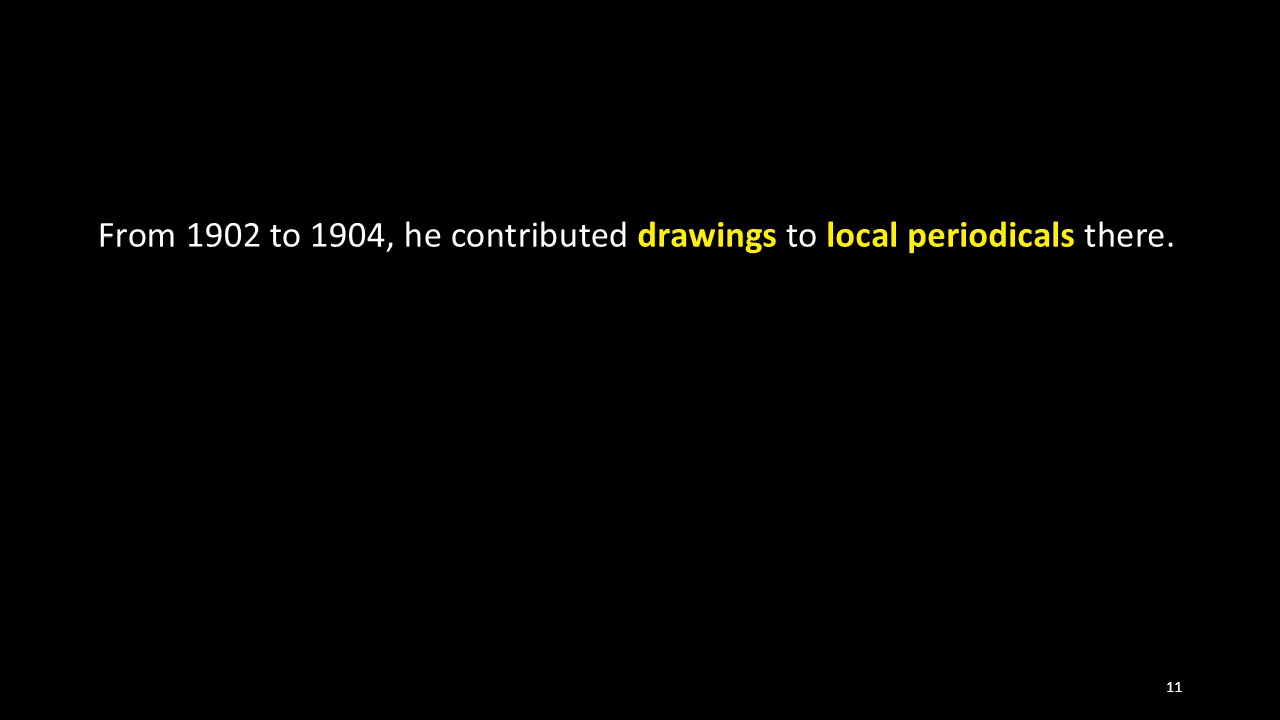 From 1902 to 1904, he contributed drawings to local periodicals there.
11